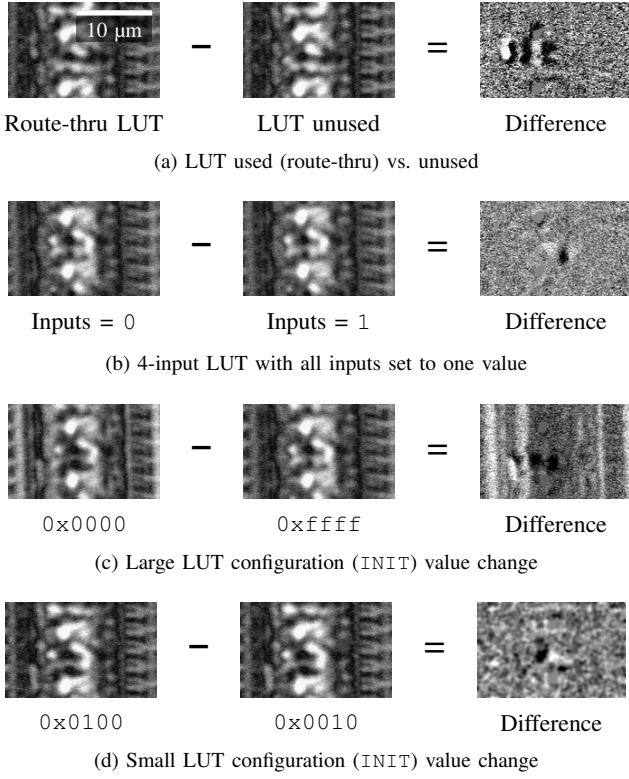 10 μm
− =
Route-thru LUT LUT unused Difference
(a) LUT used (route-thru) vs. unused
− =
Inputs = 0 Inputs = 1 Difference
(b) 4-input LUT with all inputs set to one value
− =
0x0000 0xffff Difference
(c) Large LUT configuration (INIT) value change
− =
0x0100 0x0010 Difference
(d) Small LUT configuration (INIT) value change